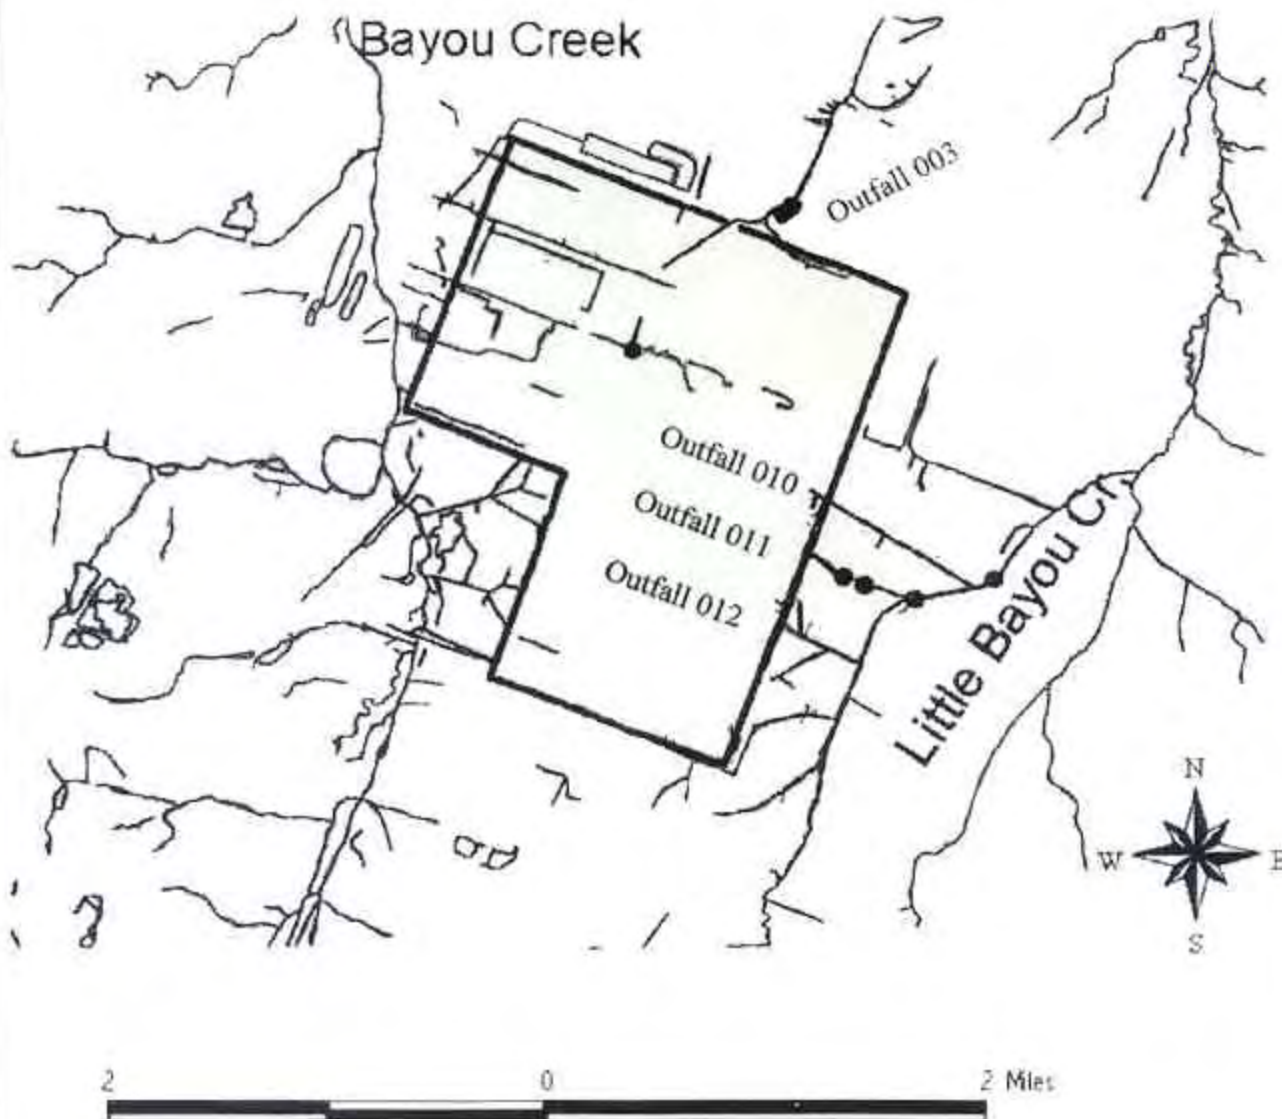 Bayou Creek
Outfall 003
Outfall 010
Outfall 011
Outfall 012
Little Bayou Cr
N
W
E
S
2
0
2 Miles